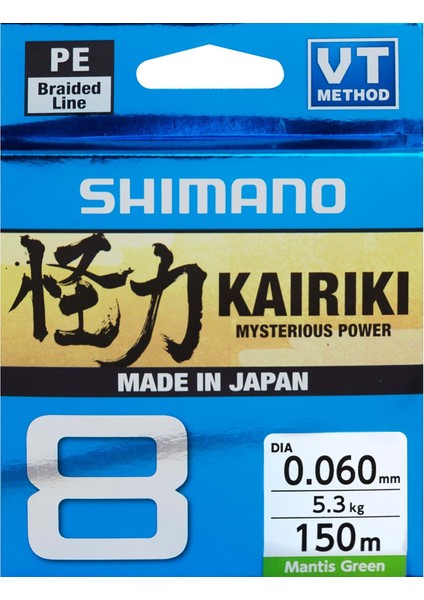 PE
Braided
Line
VT
METHOD
SHIMANO
怪力
KAIRIKI
MYSTERIOUS POWER
MADE IN JAPAN
8
DIA
0.060mm
5.3kg
150m
Mantis Green